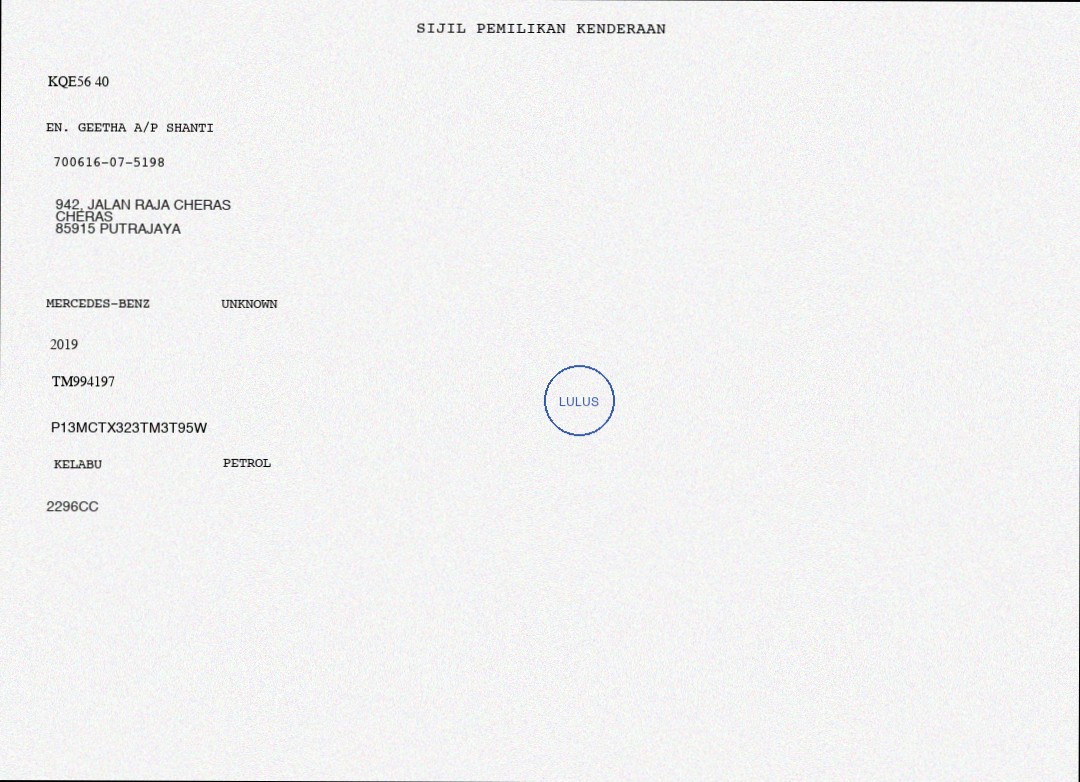 SIJIL PEMILIKAN KENDERAAN
KQE56 40
EN. GEETHA A/P SHANTI
700616-07-5198
942, JALAN RAJA CHERAS
CHERAS
85915 PUTRAJAYA
MERCEDES-BENZ UNKNOWN
2019
TM994197
LULUS
P13MCTX323TM3T95W
KELABU PETROL
2296CC